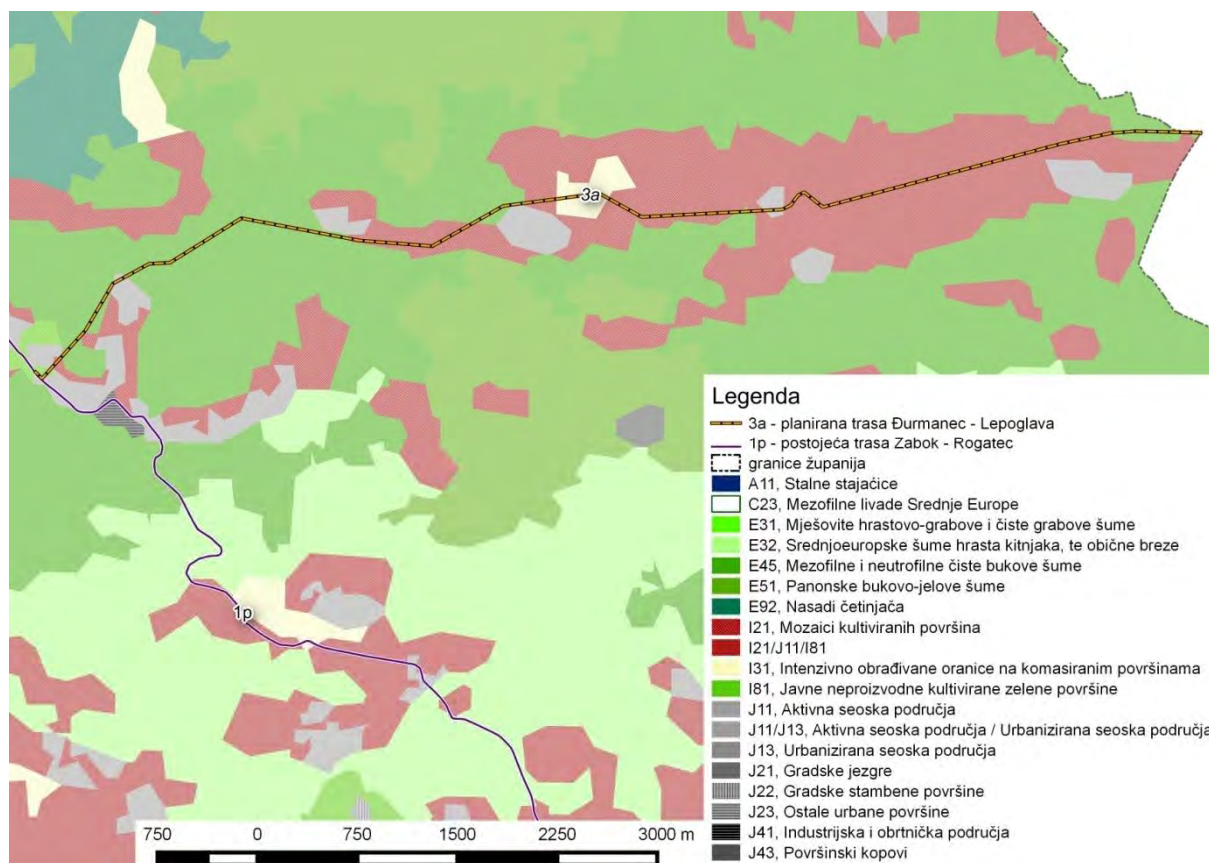 3a
1p
Legenda
3a - planirana trasa Đurmanec - Lepoglava
1p - postojeća trasa Zabok - Rogatec
granice županija
A11, Stalne stajaćice
C23, Mezofilne livade Srednje Europe
E31, Mješovite hrastovo-grabove i čiste grabove šume
E32, Srednjoeuropske šume hrasta kitnjaka, te obične breze
E45, Mezofilne i neutrofilne čiste bukove šume
E51, Panonske bukovo-jelove šume
E92, Nasadi četinjača
I21, Mozaici kultiviranih površina
I21/J11/I81
I31, Intenzivno obrađivane oranice na komasiranim površinama
I81, Javne neproizvodne kultivirane zelene površine
J11, Aktivna seoska područja
J11/J13, Aktivna seoska područja / Urbanizirana seoska područja
J13, Urbanizirana seoska područja
J21, Gradske jezgre
J22, Gradske stambene površine
J23, Ostale urbane površine
J41, Industrijska i obrtnička područja
J43, Površinski kopovi
750 0 750 1500 2250 3000 m